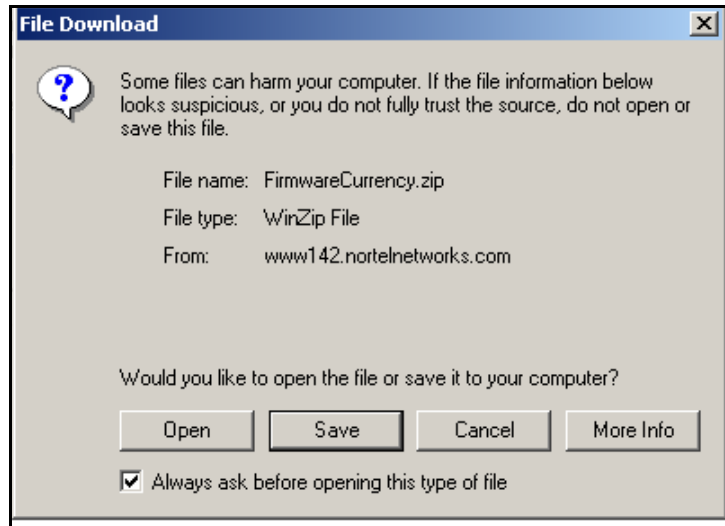 File Download
Some files can harm your computer. If the file information below
looks suspicious, or you do not fully trust the source, do not open or
save this file.
File name: FirmwareCurrency.zip
File type: WinZip File
From: www142.nortelnetworks.com
Would you like to open the file or save it to your computer?
Open Save Cancel More Info
Always ask before opening this type of file